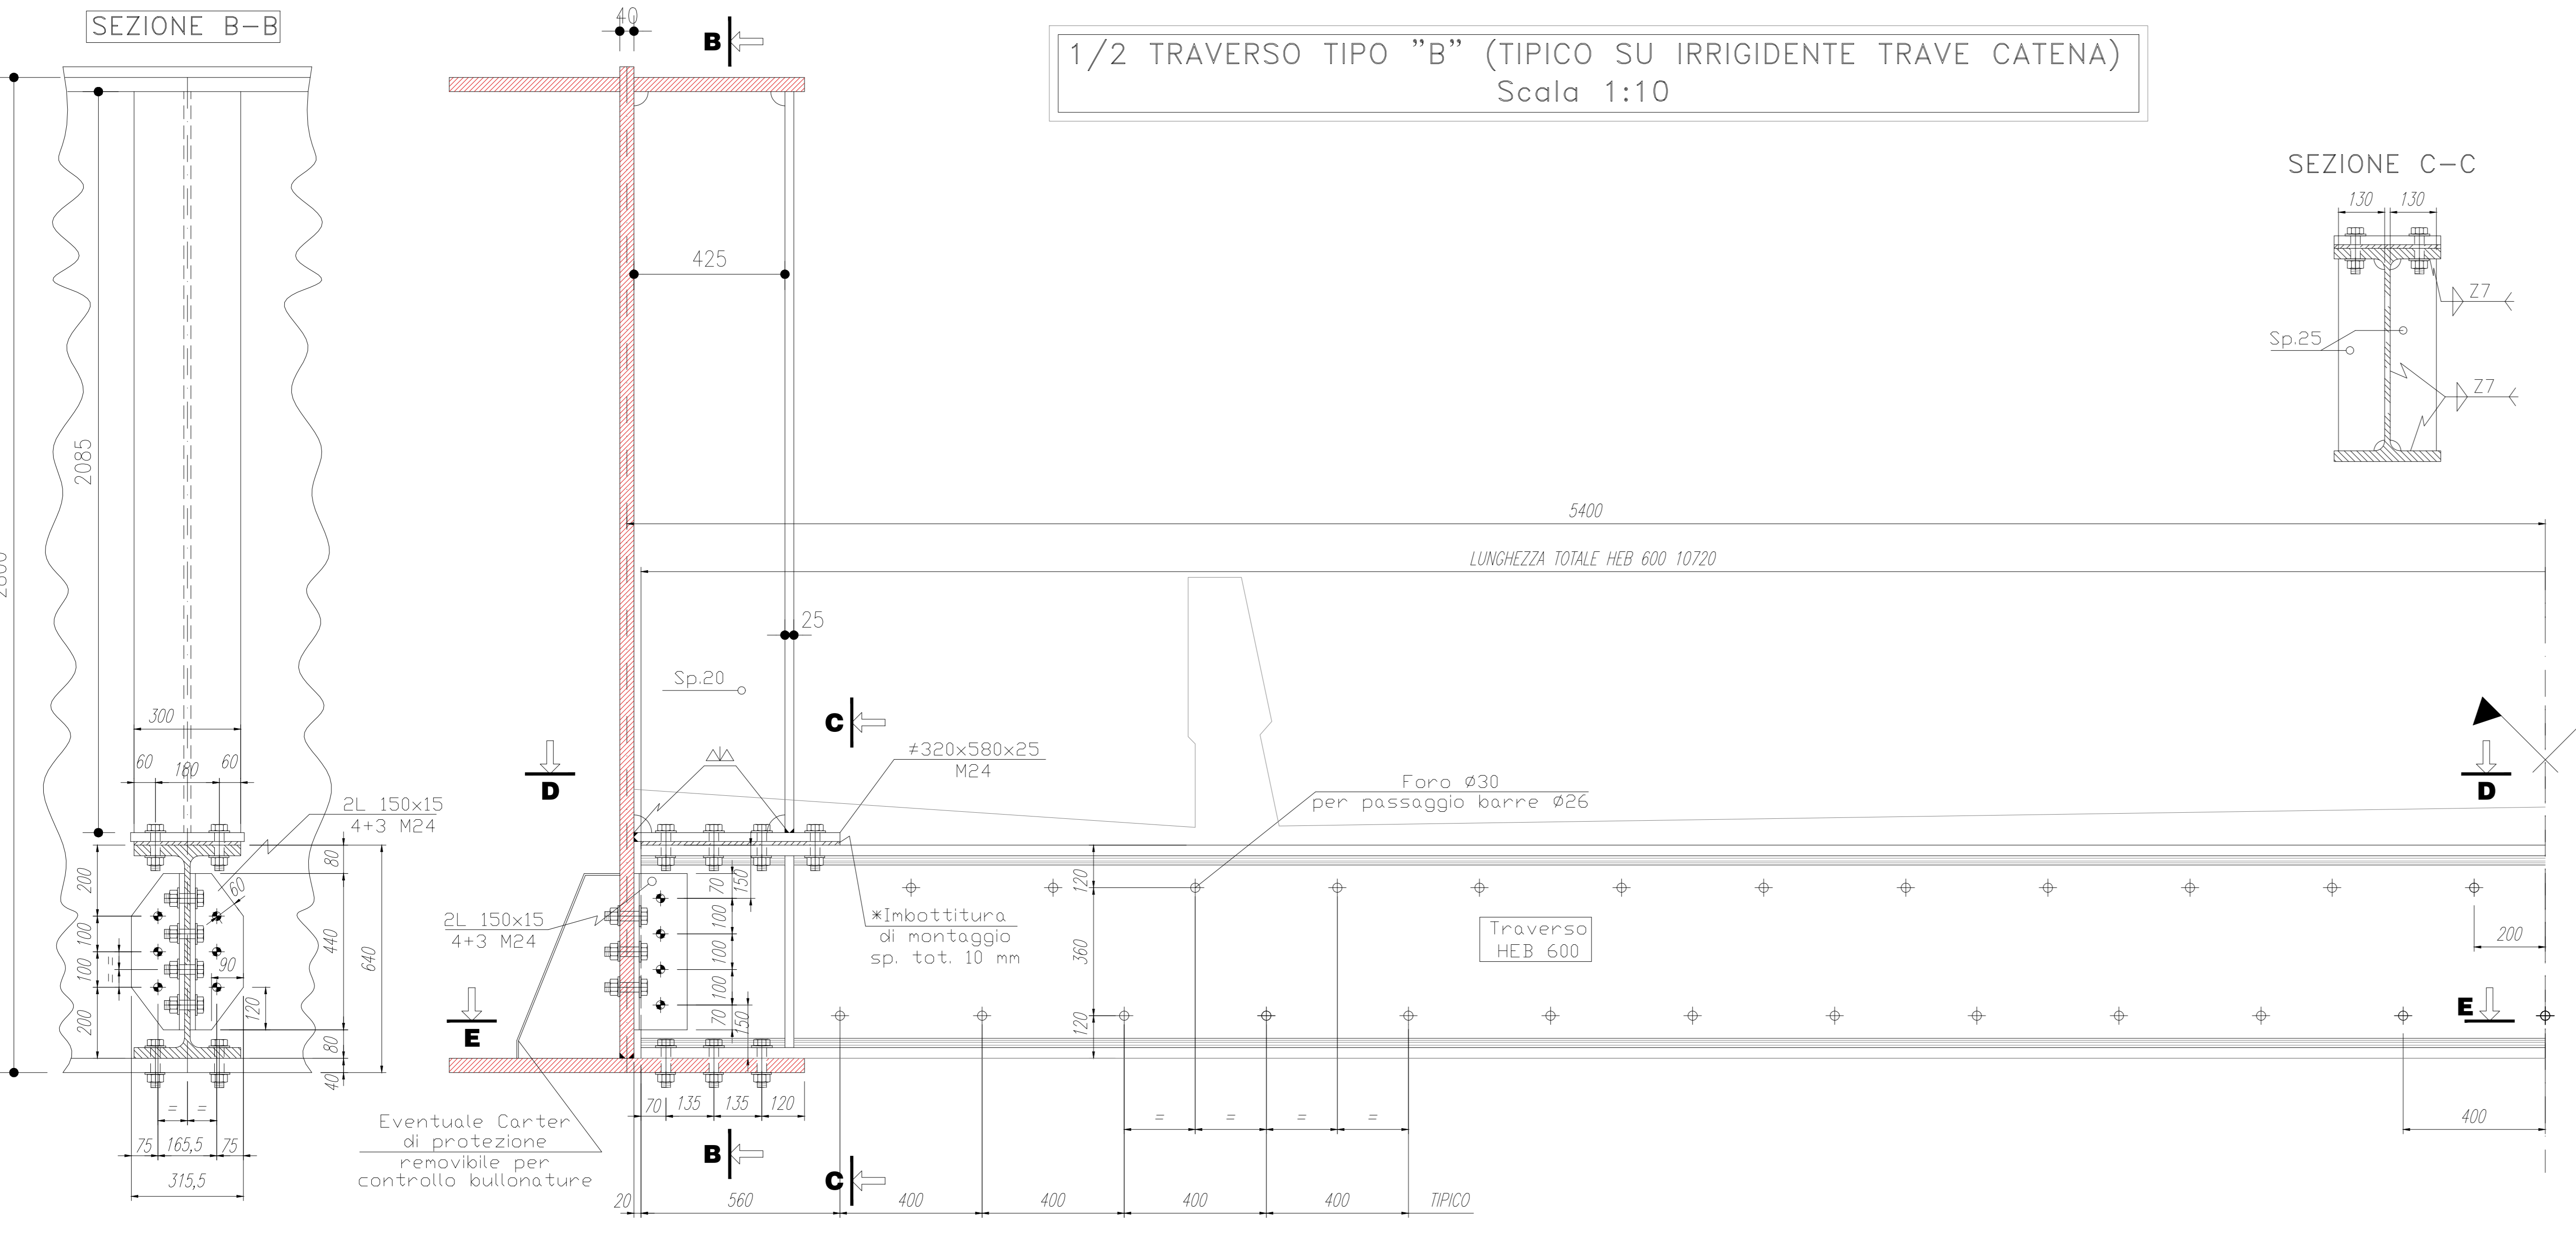 SEZIONE B-B
40
B
1/2 TRAVERSO TIPO "B" (TIPICO SU IRRIGIDENTE TRAVE CATENA)
Scala 1:10
SEZIONE C-C
130 130
Z7
Sp.25
Z7
425
2085
5400
LUNGHEZZA TOTALE HEB 600 10720
25
Sp.20
C
300
60 180 60
D
≠320x580x25
M24
Foro Ø30
per passaggio barre Ø26
D
2L 150x15
4+3 M24
2L 150x15
4+3 M24
*Imbottitura
di montaggio
sp. tot. 10 mm
Traverso
HEB 600
200
200
100
100
200
= =
60
90
120
80
440
80
40
640
70
100
100
100
70
150
150
120
360
120
E
E
= =
75 165,5 75
315,5
Eventuale Carter
di protezione
removibile per
controllo bullonature
70 135 135 120
B
C
= = = =
400
20 560 400 400 400 400 TIPICO